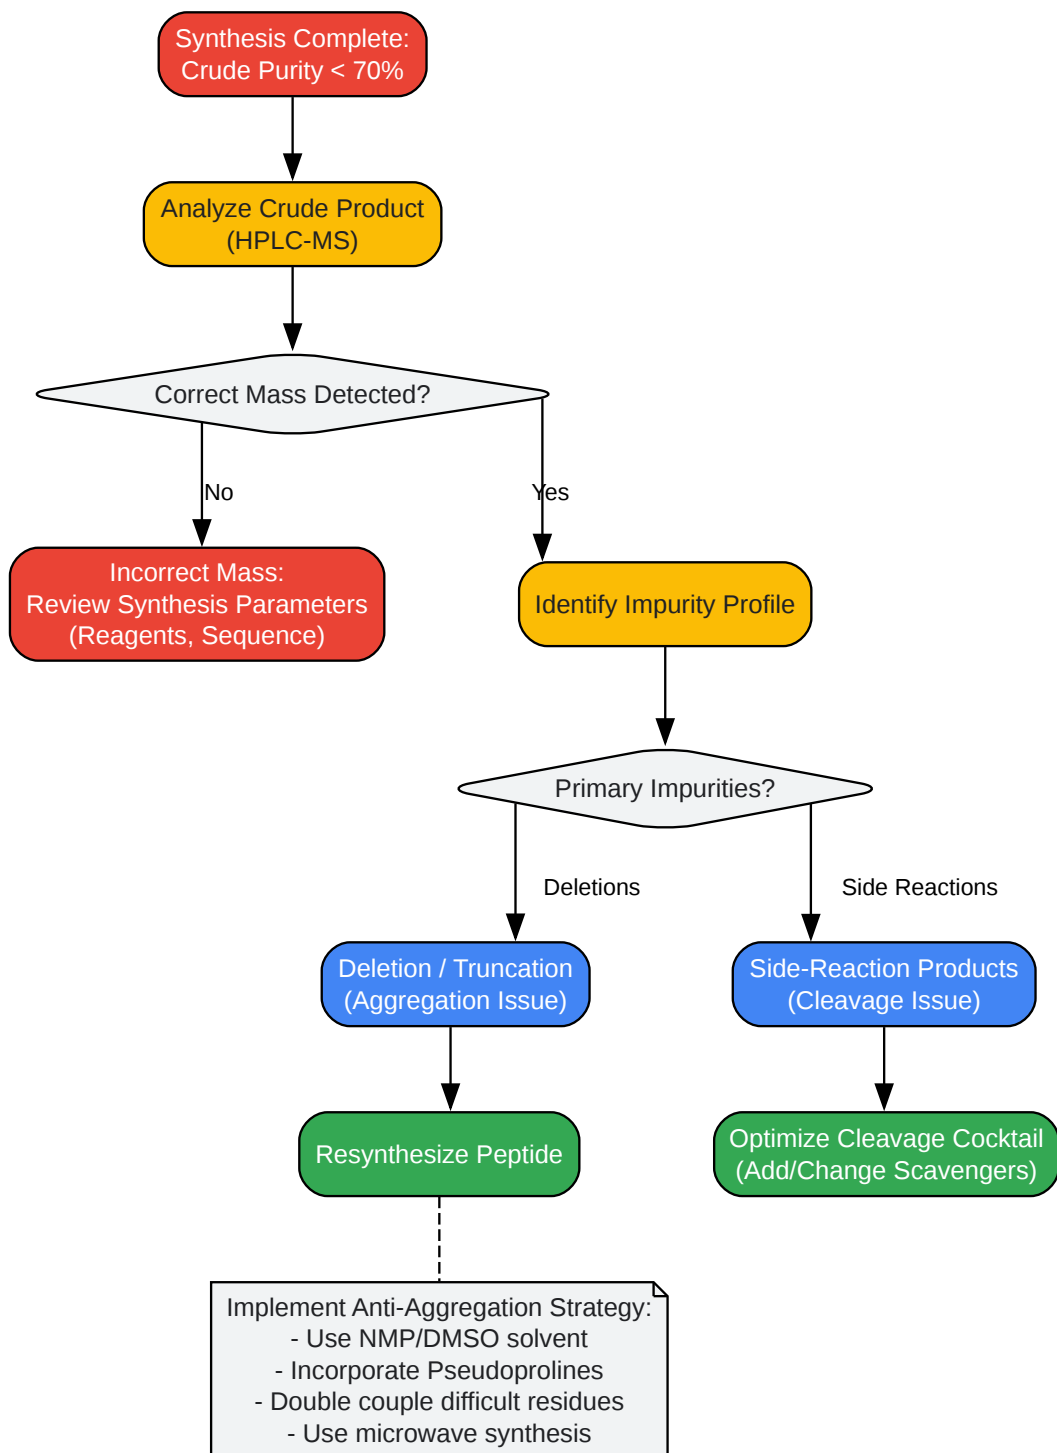 Synthesis Complete:
Crude Purity < 70%
Analyze Crude Product
(HPLC-MS)
Correct Mass Detected?
No
Yes
Incorrect Mass:
Review Synthesis Parameters
(Reagents, Sequence)
Identify Impurity Profile
Primary Impurities?
Deletions
Side Reactions
Deletion / Truncation
(Aggregation Issue)
Side-Reaction Products
(Cleavage Issue)
Resynthesize Peptide
Optimize Cleavage Cocktail
(Add/Change Scavengers)
Implement Anti-Aggregation Strategy:
- Use NMP/DMSO solvent
- Incorporate Pseudoprolines
- Double couple difficult residues
- Use microwave synthesis